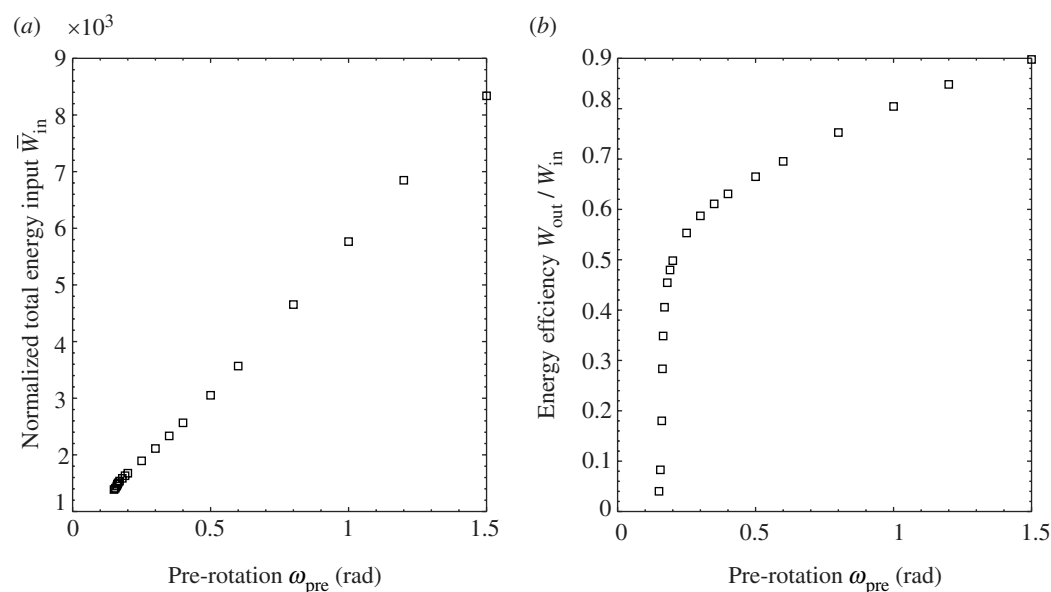 (a) ×10³
9
8
7
6
5
4
3
2
1
0 0.5 1 1.5
Normalized total energy input W̅in
Pre-rotation ωpre (rad)
(b)
0.9
0.8
0.7
0.6
0.5
0.4
0.3
0.2
0.1
0
0 0.5 1 1.5
Energy effciency Wout / Win
Pre-rotation ωpre (rad)